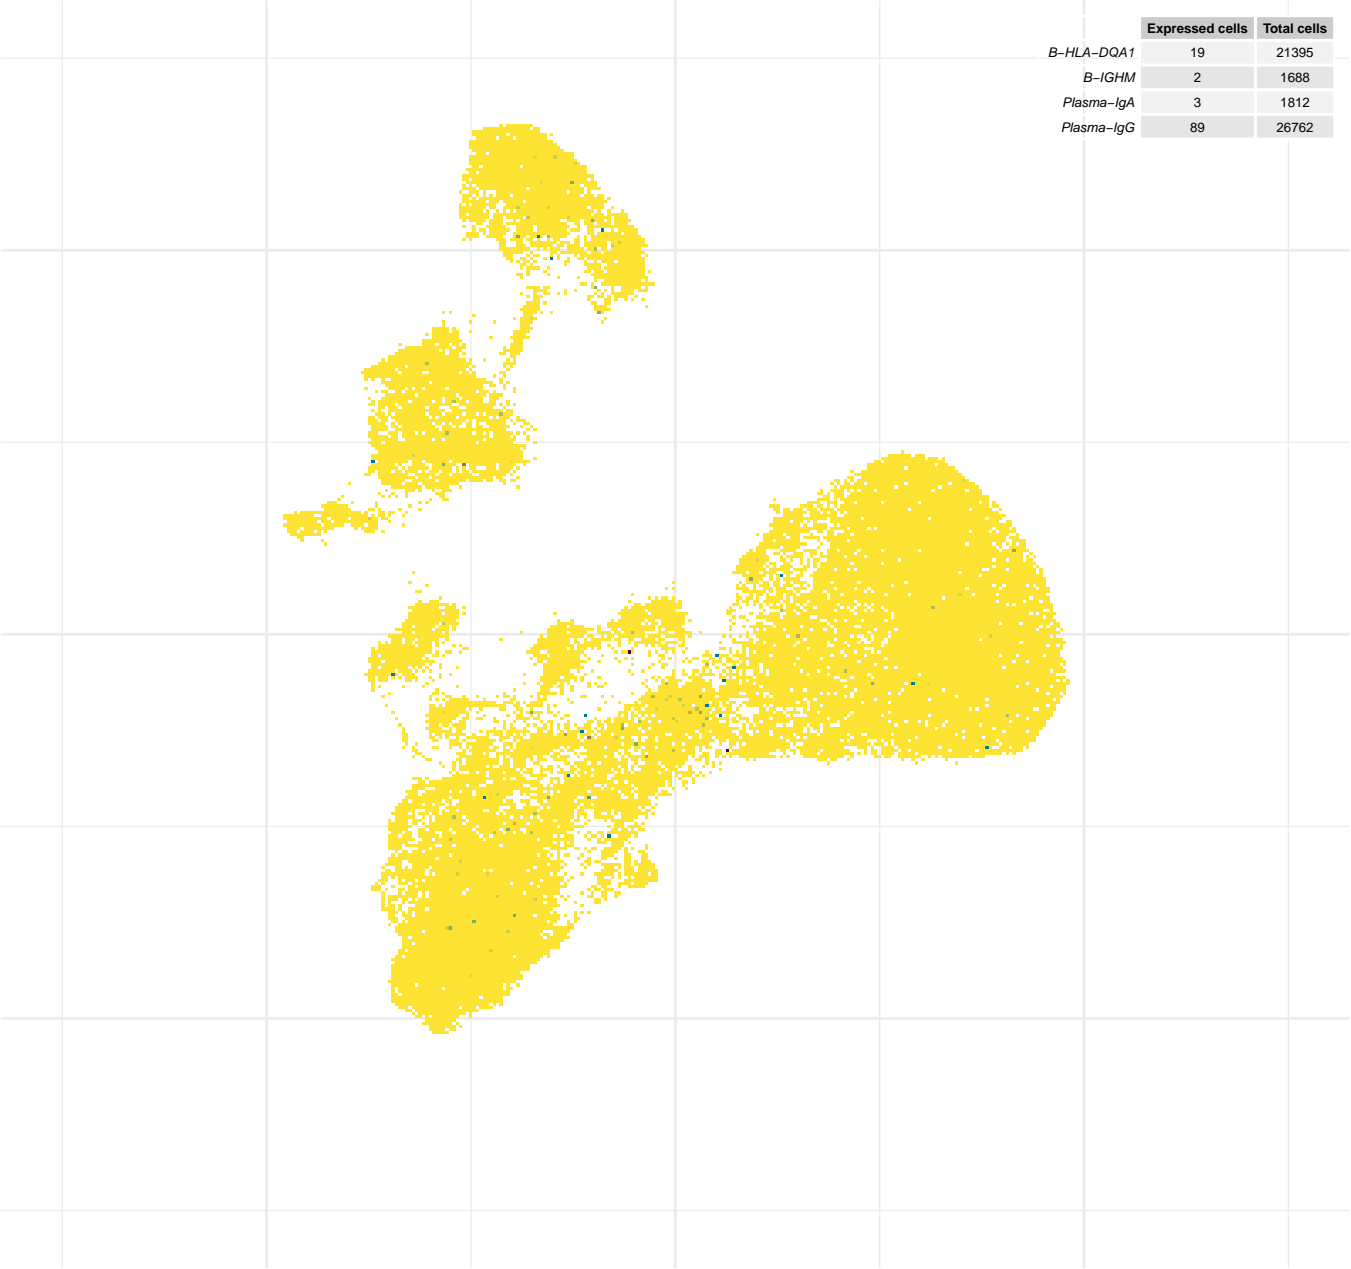 Expressed cells Total cells
B−HLA−DQA1 19 21395
B−IGHM 2 1688
Plasma−IgA 3 1812
Plasma−IgG 89 26762